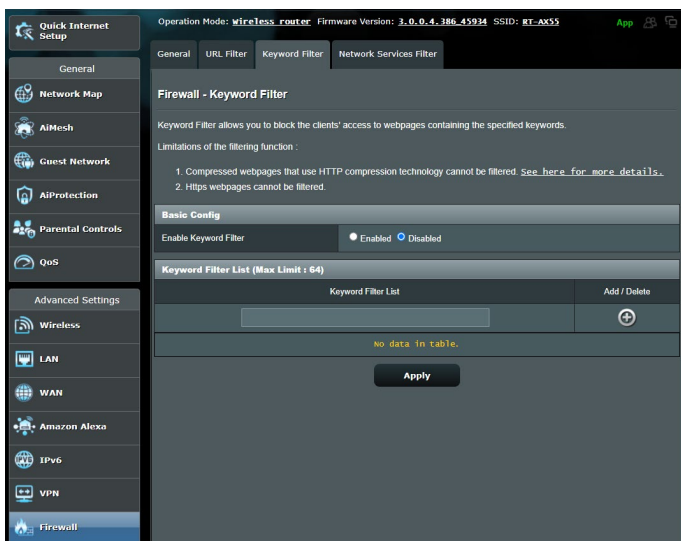 Quick Internet
Setup
Operation Mode: Wireless router Firmware Version: 3.0.0.4.386_45934 SSID: RT-AX55
App
General
URL Filter
Keyword Filter
Network Services Filter
General
Network Map
AiMesh
Guest Network
AiProtection
Parental Controls
QoS
Advanced Settings
Wireless
LAN
WAN
Amazon Alexa
IPv6
VPN
Firewall
Firewall - Keyword Filter
Keyword Filter allows you to block the clients' access to webpages containing the specified keywords.
Limitations of the filtering function :
1. Compressed webpages that use HTTP compression technology cannot be filtered. See here for more details.
2. Https webpages cannot be filtered.
Basic Config
Enable Keyword Filter
Enabled Disabled
Keyword Filter List (Max Limit : 64)
Keyword Filter List
Add / Delete
No data in table.
Apply